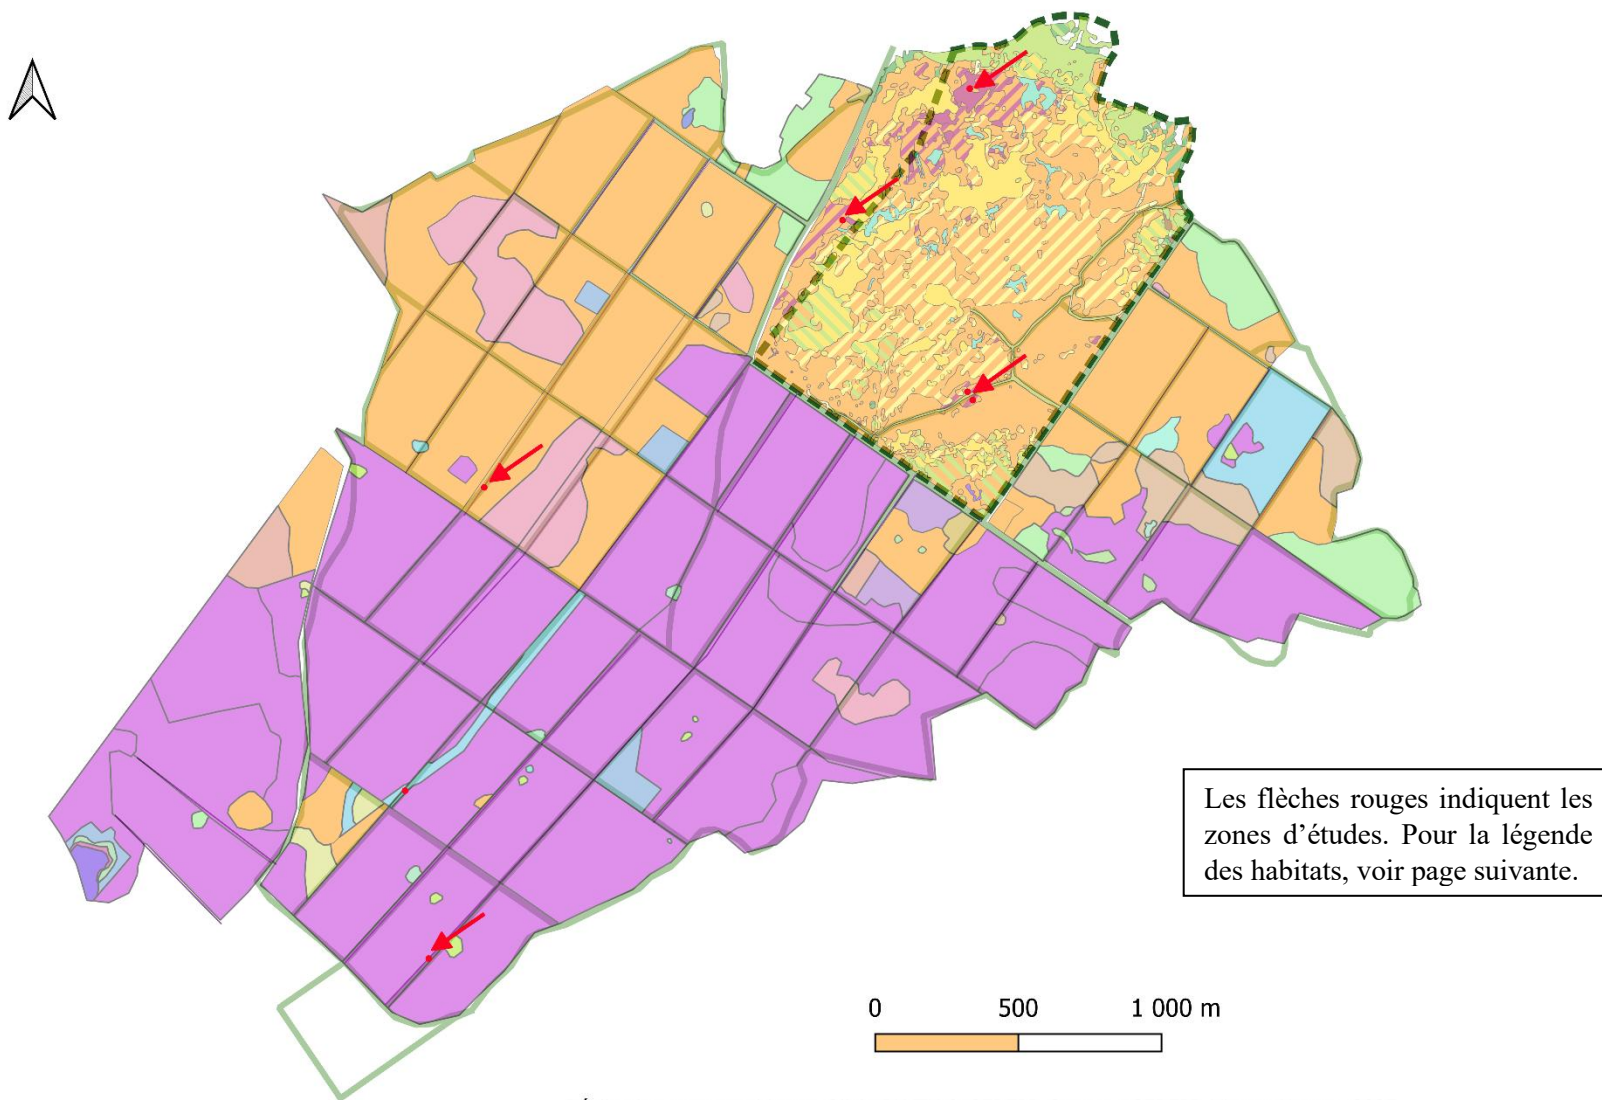 Les flèches rouges indiquent les
zones d'études. Pour la légende
des habitats, voir page suivante.
0 500 1 000 m